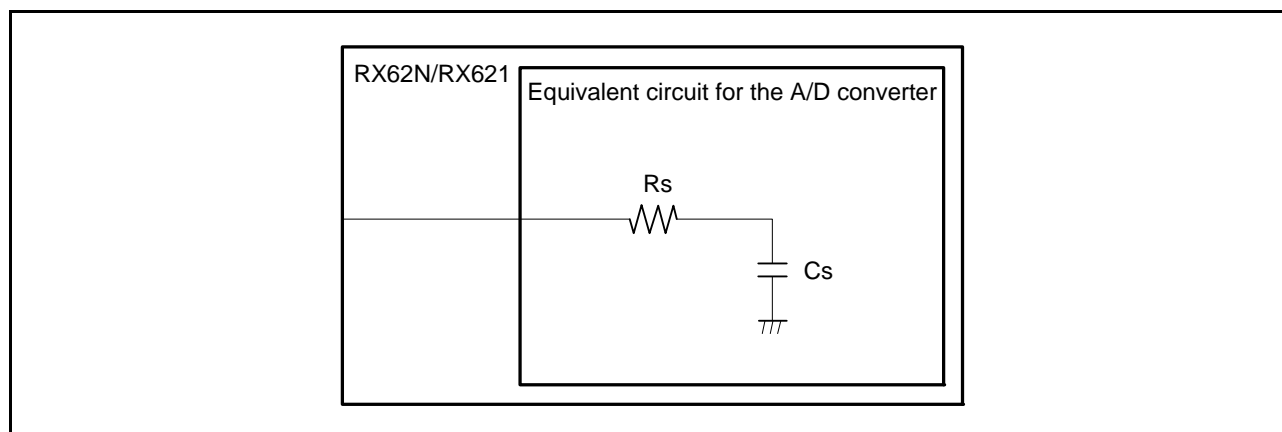 RX62N/RX621
Equivalent circuit for the A/D converter
Rs
Cs